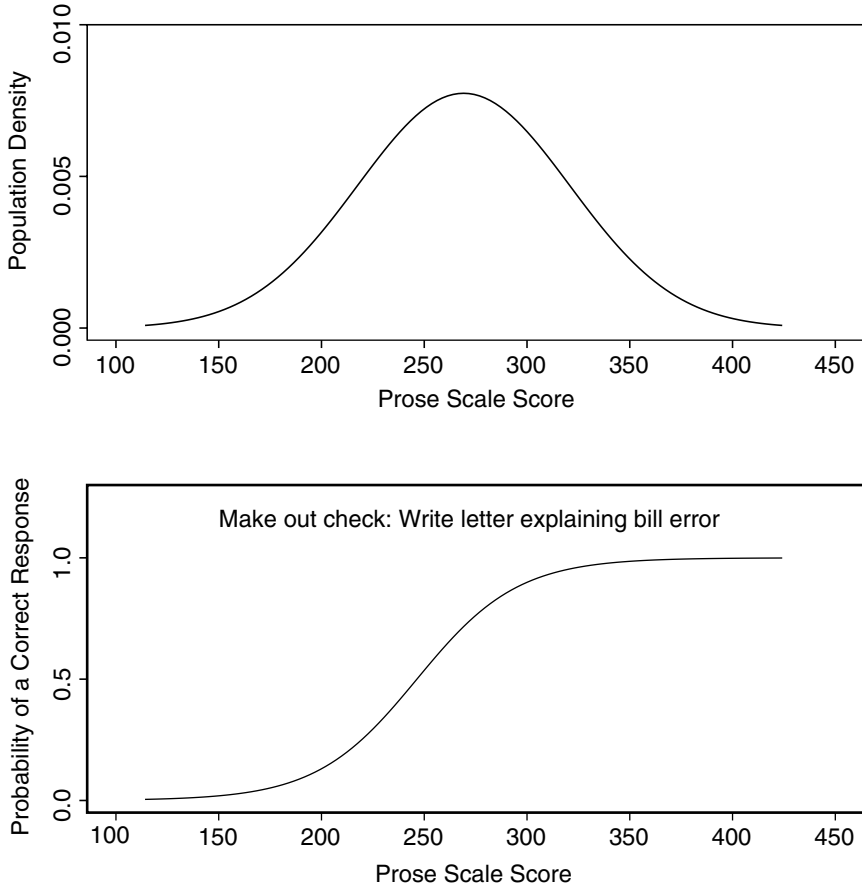 0.010
0.005
0.000
Population Density
100 150 200 250 300 350 400 450
Prose Scale Score
Make out check: Write letter explaining bill error
1.0
0.5
0.0
Probability of a Correct Response
100 150 200 250 300 350 400 450
Prose Scale Score